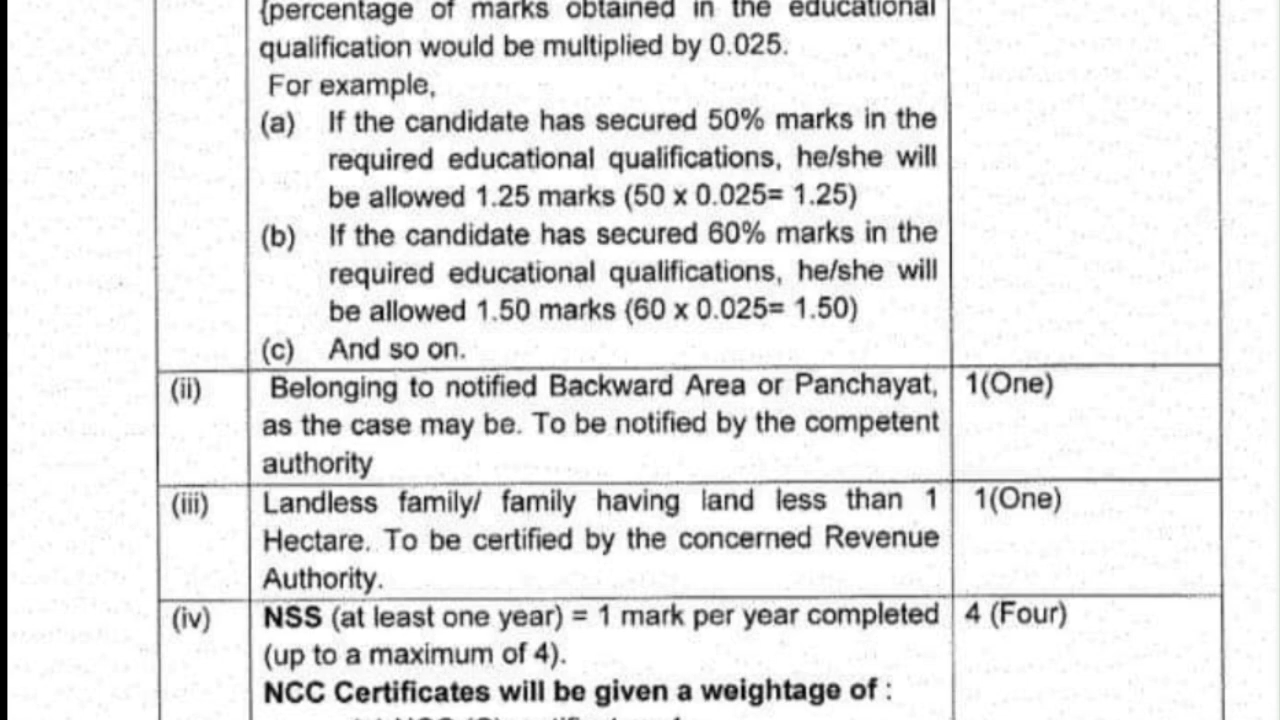 {percentage of marks obtained in the educational
qualification would be multiplied by 0.025.
For example,
(a) If the candidate has secured 50% marks in the
required educational qualifications, he/she will
be allowed 1.25 marks (50 x 0.025= 1.25)
(b) If the candidate has secured 60% marks in the
required educational qualifications, he/she will
be allowed 1.50 marks (60 x 0.025= 1.50)
(c) And so on.
(ii) Belonging to notified Backward Area or Panchayat, 1(One)
as the case may be. To be notified by the competent
authority
(iii) Landless family/ family having land less than 1 1(One)
Hectare. To be certified by the concerned Revenue
Authority.
(iv) NSS (at least one year) = 1 mark per year completed 4 (Four)
(up to a maximum of 4).
NCC Certificates will be given a weightage of :